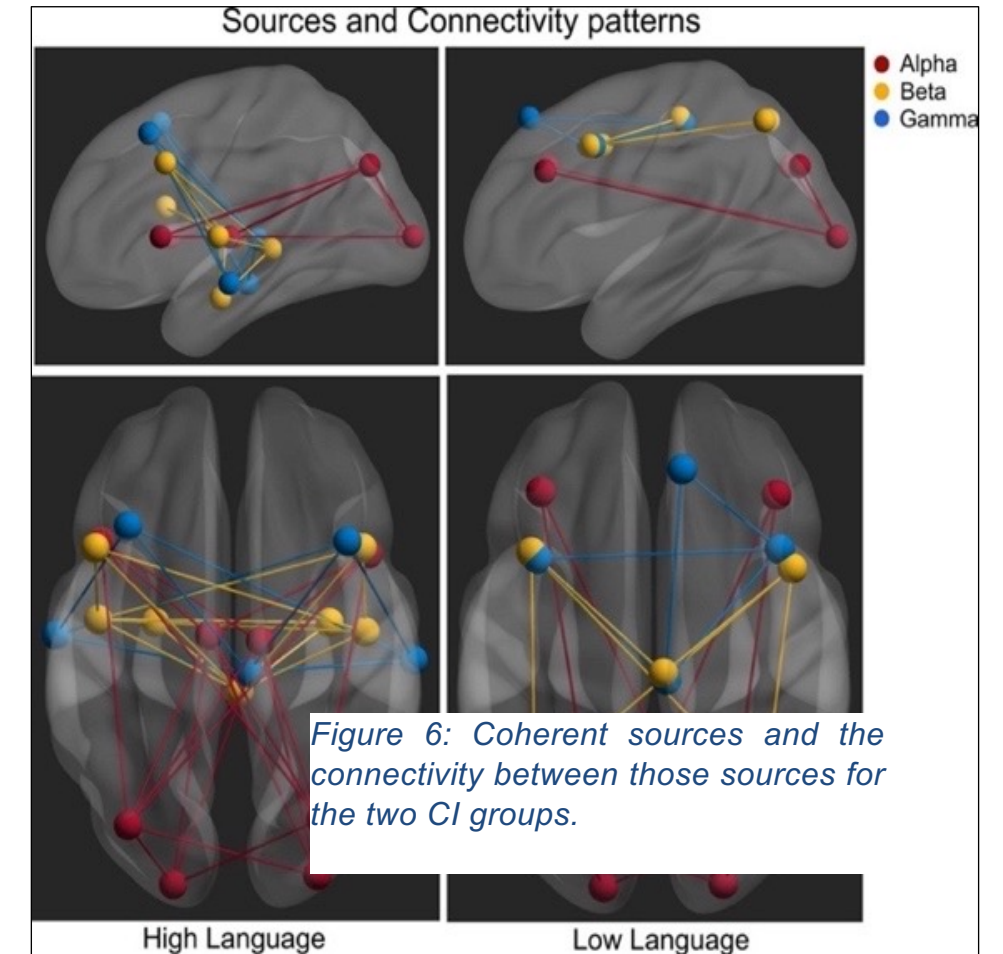 Sources and Connectivity patterns
Alpha
Beta
Gamma
Figure 6: Coherent sources and the
connectivity between those sources for
the two CI groups.
High Language
Low Language